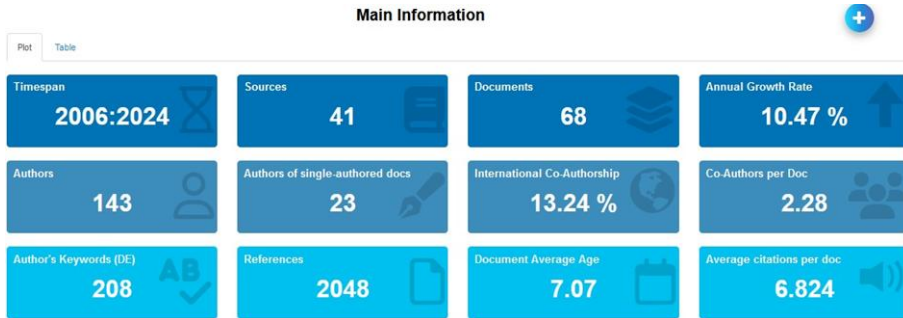 Main Information
+
Plot Table
Timespan
2006:2024
Sources
41
Documents
68
Annual Growth Rate
10.47 %
Authors
143
Authors of single-authored docs
23
International Co-Authorship
13.24 %
Co-Authors per Doc
2.28
Author's Keywords (DE)
208
AB
References
2048
Document Average Age
7.07
Average citations per doc
6.824